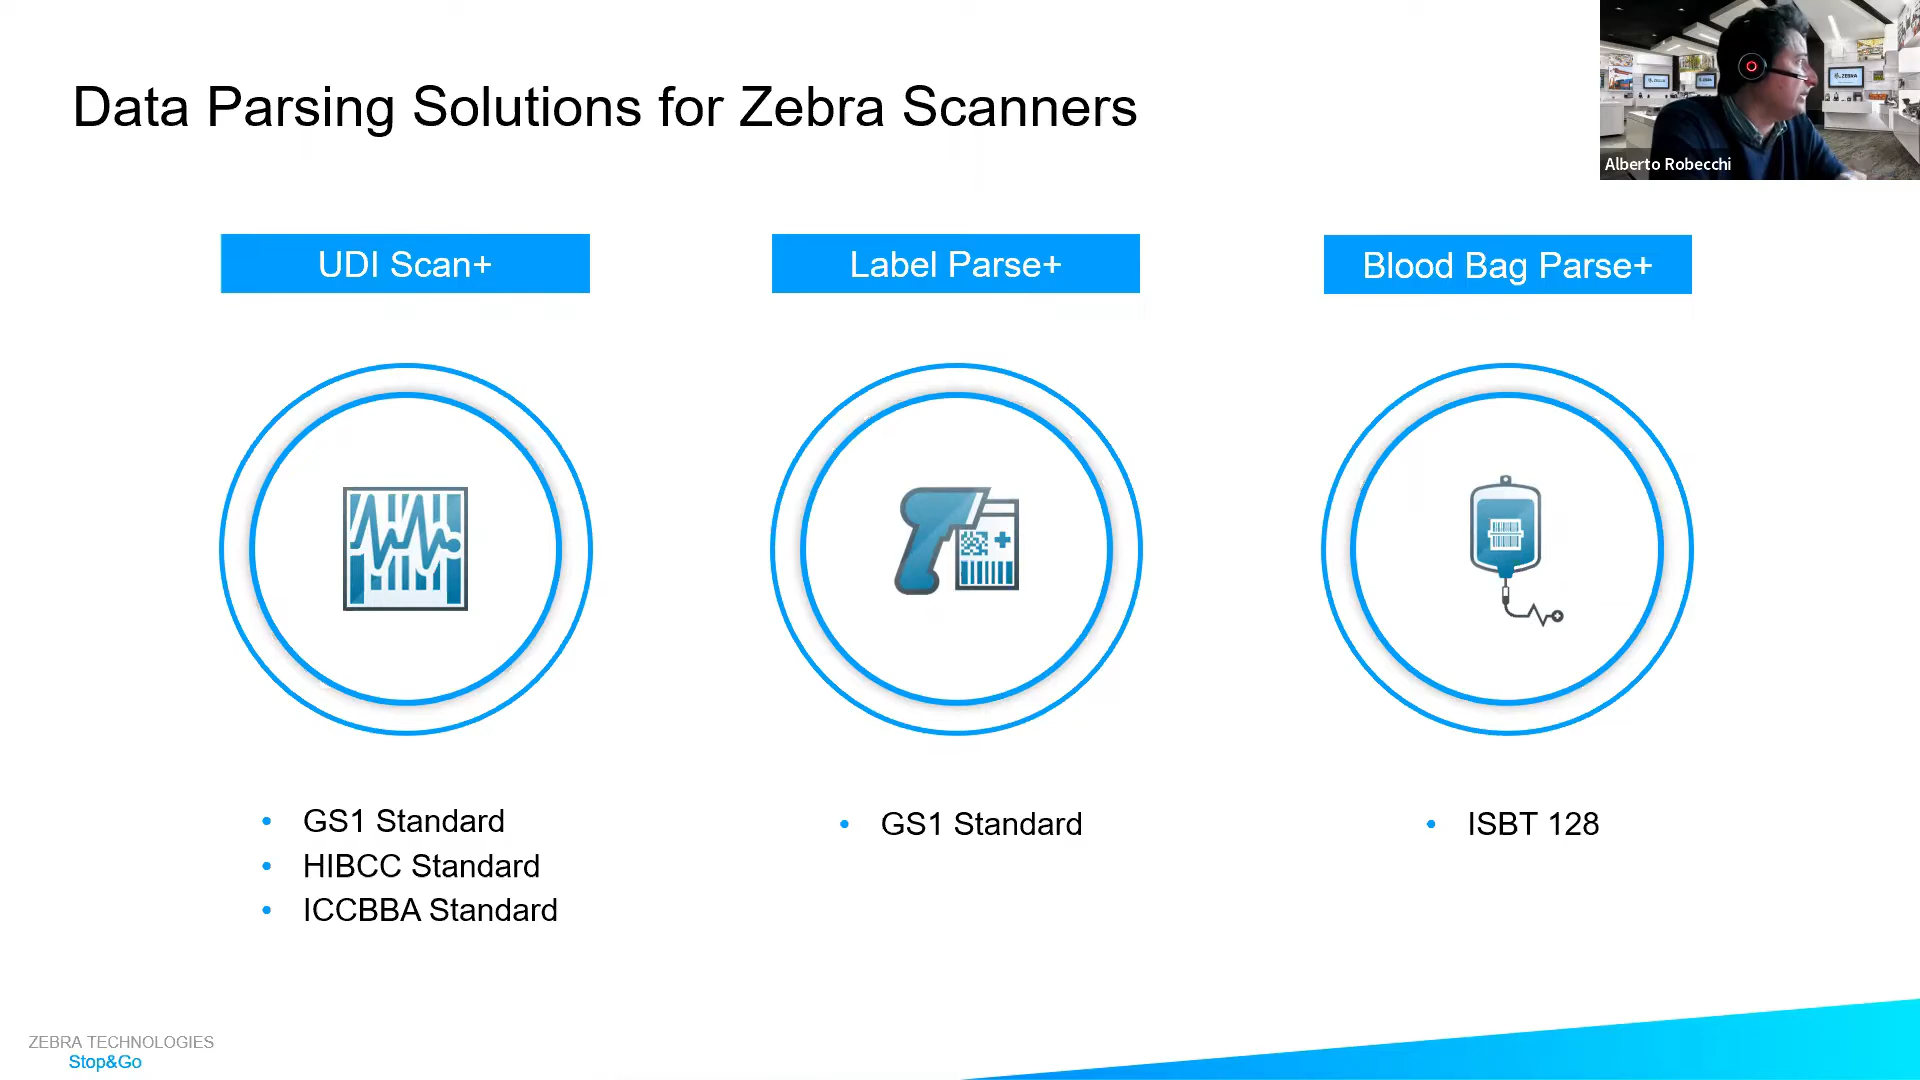 Data Parsing Solutions for Zebra Scanners
Alberto Robecchi
ZEBRA
UDI Scan+
Label Parse+
Blood Bag Parse+
• GS1 Standard
• HIBCC Standard
• ICCBBA Standard
• GS1 Standard
• ISBT 128
ZEBRA TECHNOLOGIES
Stop&Go